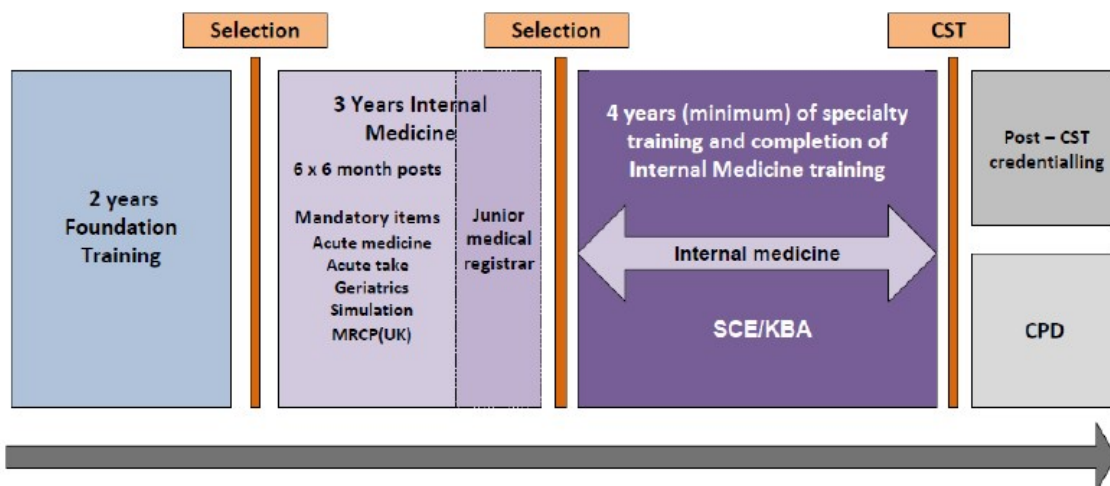 Selection
Selection
CST
2 years
Foundation
Training
3 Years Internal
Medicine
6 x 6 month posts
Mandatory items
Acute medicine
Acute take
Geriatrics
Simulation
MRCP(UK)
Junior
medical
registrar
4 years (minimum) of specialty
training and completion of
Internal Medicine training
Internal medicine
SCE/KBA
Post – CST
credentialling
CPD